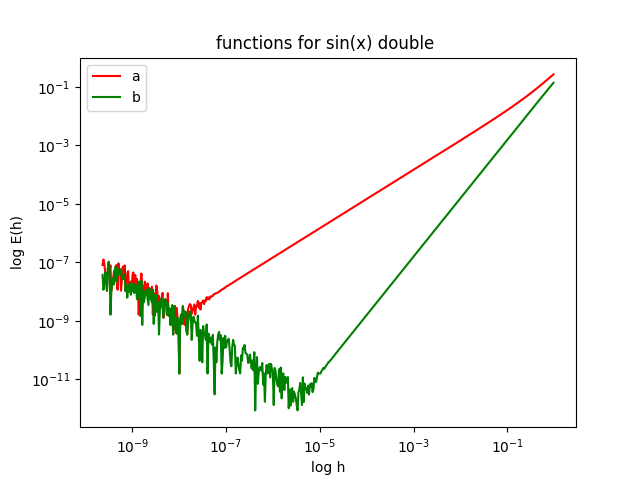 functions for sin(x) double
a
b
log E(h)
10⁻¹
10⁻³
10⁻⁵
10⁻⁷
10⁻⁹
10⁻¹¹
10⁻⁹ 10⁻⁷ 10⁻⁵ 10⁻³ 10⁻¹
log h